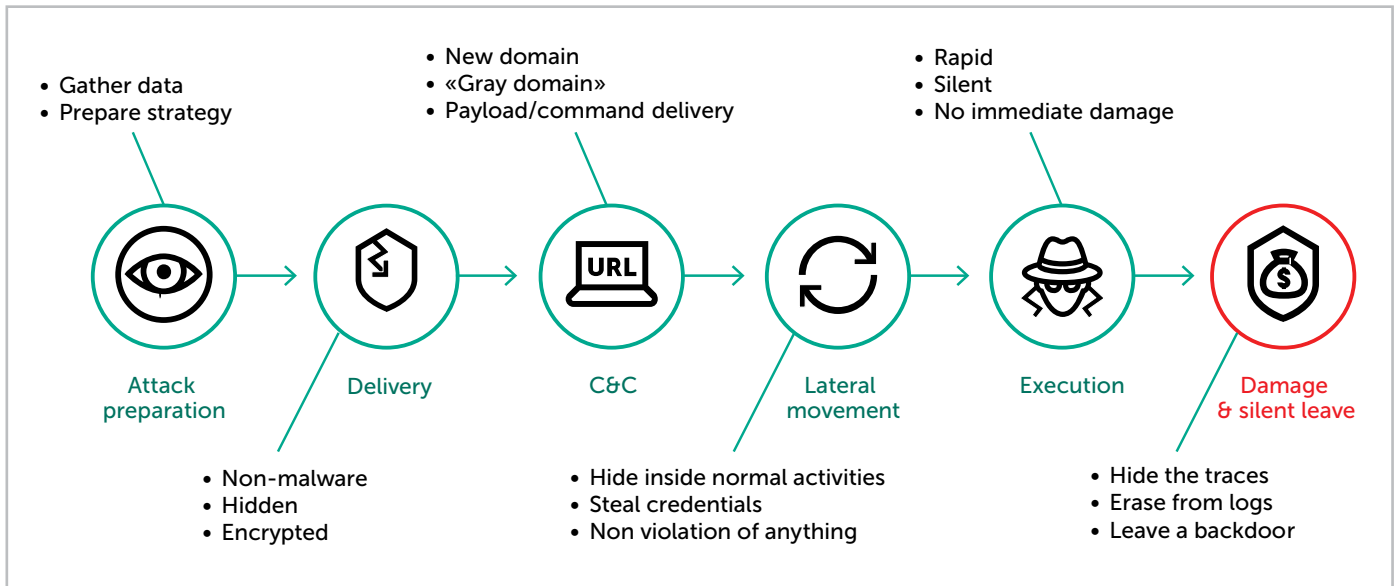 • Gather data
• Prepare strategy
• New domain
• «Gray domain»
• Payload/command delivery
• Rapid
• Silent
• No immediate damage
URL
$
Attack
preparation
Delivery
C&C
Lateral
movement
Execution
Damage
& silent leave
• Non-malware
• Hidden
• Encrypted
• Hide inside normal activities
• Steal credentials
• Non violation of anything
• Hide the traces
• Erase from logs
• Leave a backdoor